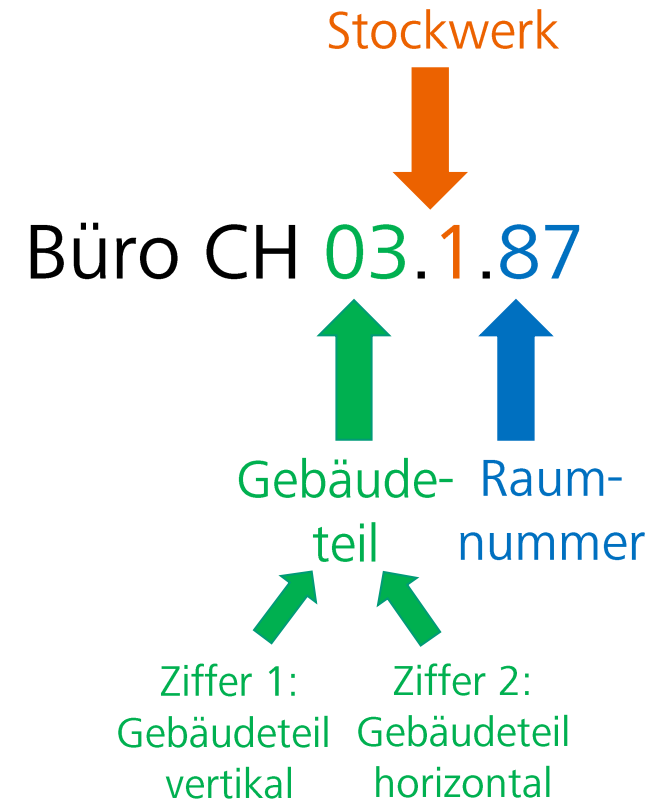 Stockwerk
Büro CH 03.1.87
Gebäude-
teil
Raum-
nummer
Ziffer 1:
Gebäudeteil
vertikal
Ziffer 2:
Gebäudeteil
horizontal